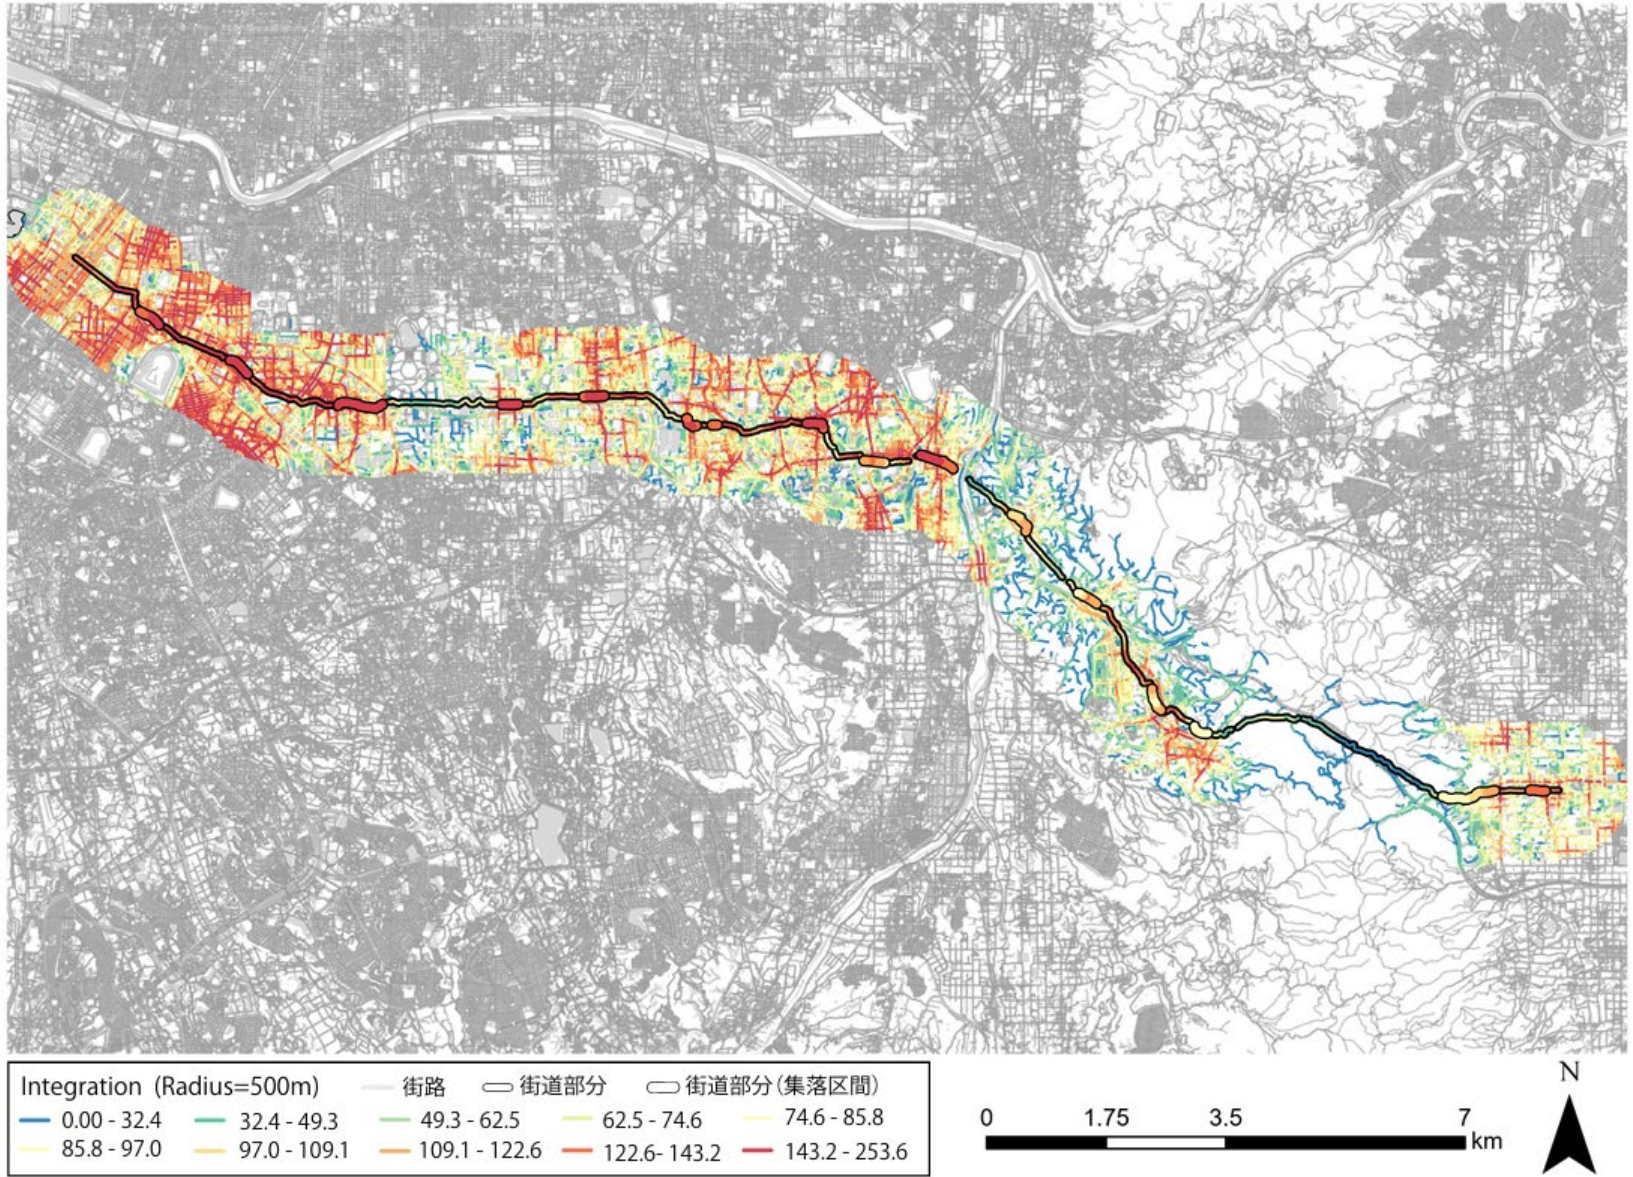 Integration (Radius=500m) 街路 街道部分 街道部分(集落区間)
0.00 - 32.4 32.4 - 49.3 49.3 - 62.5 62.5 - 74.6 74.6 - 85.8
85.8 - 97.0 97.0 - 109.1 109.1 - 122.6 122.6- 143.2 143.2 - 253.6
0 1.75 3.5 7
km
N